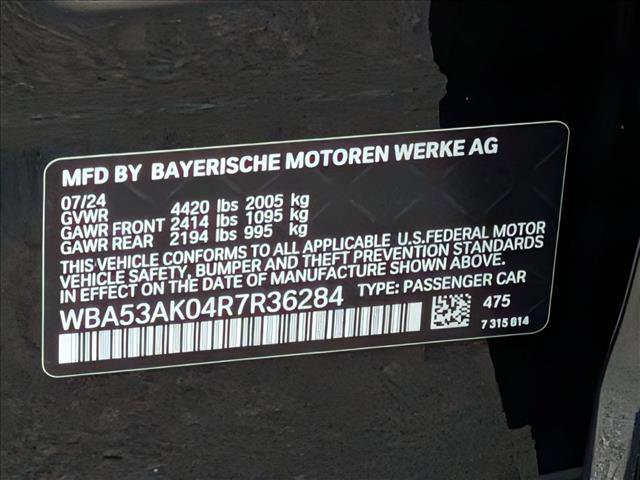 MFD BY BAYERISCHE MOTOREN WERKE AG
07/24
GVWR 4420 lbs 2005 kg
GAWR FRONT 2414 lbs 1095 kg
GAWR REAR 2194 lbs 995 kg
THIS VEHICLE CONFORMS TO ALL APPLICABLE U.S.FEDERAL MOTOR
VEHICLE SAFETY, BUMPER AND THEFT PREVENTION STANDARDS
IN EFFECT ON THE DATE OF MANUFACTURE SHOWN ABOVE.
WBA53AK04R7R36284 TYPE: PASSENGER CAR
475
7 315 814